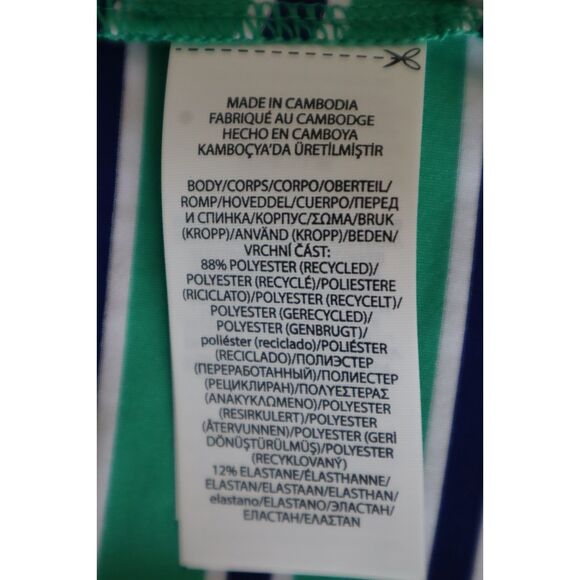 MADE IN CAMBODIA
FABRIQUÉ AU CAMBODGE
HECHO EN CAMBOYA
KAMBOÇYA'DA ÜRETİLMİŞTİR
BODY/CORPS/CORPO/OBERTEIL/
ROMP/HOVEDDEL/CUERPO/ПЕРЕД
И СПИНКА/КОРПУС/ΣΩΜΑ/BRUK
(KROPP)/ANVÄND (KROPP)/BEDEN/
VRCHNÍ ČÁST:
88% POLYESTER (RECYCLED)/
POLYESTER (RECYCLÉ)/POLIESTERE
(RICICLATO)/POLYESTER (RECYCELT)/
POLYESTER (GERECYCLED)/
POLYESTER (GENBRUGT)/
poliéster (reciclado)/POLIÉSTER
(RECICLADO)/ПОЛИЭСТЕР
(ПЕРЕРАБОТАННЫЙ)/ПОЛИЕСТЕР
(РЕЦИКЛИРАН)/ΠΟΛΥΕΣΤΕΡΑΣ
(ΑΝΑΚΥΚΛΩΜΕΝΟ)/POLYESTER
(RESIRKULERT)/POLYESTER
(ÅTERVUNNEN)/POLYESTER (GERİ
DÖNÜŞTÜRÜLMÜŞ)/POLYESTER
(RECYKLOVANÝ)
12% ELASTANE/ÉLASTHANNE/
ELASTAN/ELASTAAN/ELASTHAN/
elastano/ELASTANO/ЭЛАСТАН/
ЕЛАСТАН/ΕΛΑΣΤΑΝ